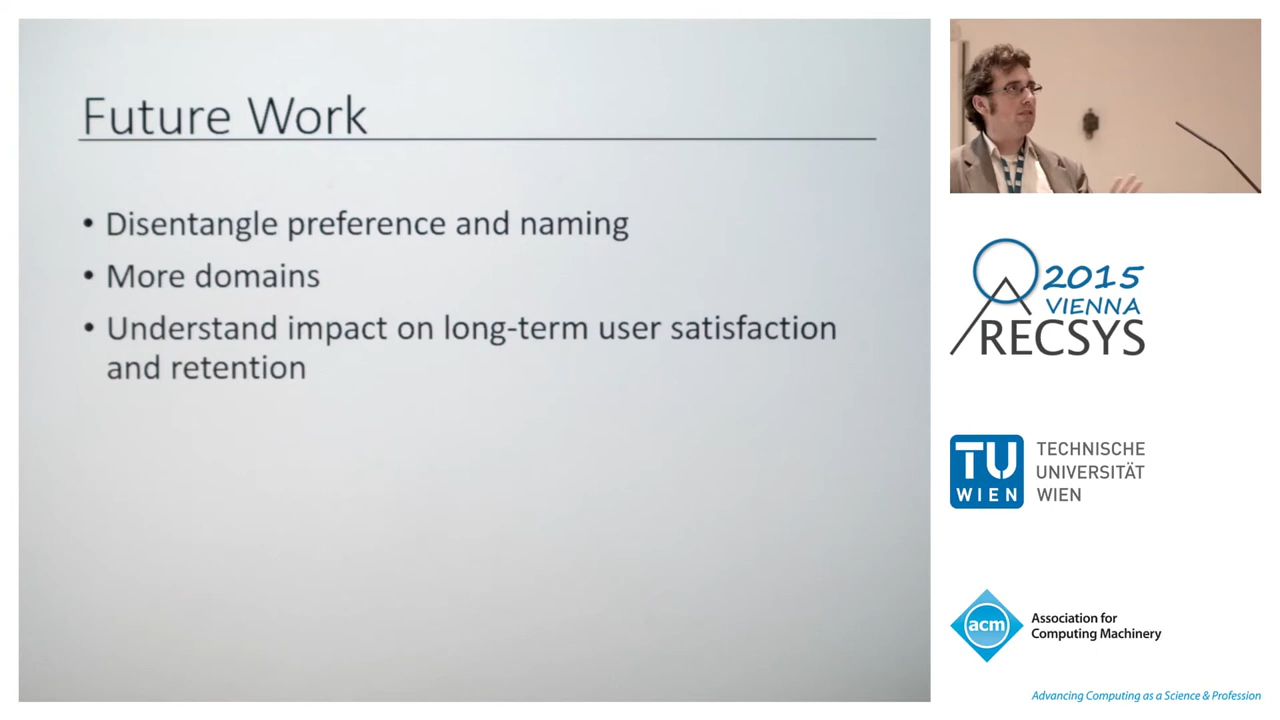 Future Work
• Disentangle preference and naming
• More domains
• Understand impact on long-term user satisfaction
and retention
2015
VIENNA
RECSYS
TU
WIEN
TECHNISCHE
UNIVERSITÄT
WIEN
acm
Association for
Computing Machinery
Advancing Computing as a Science & Profession